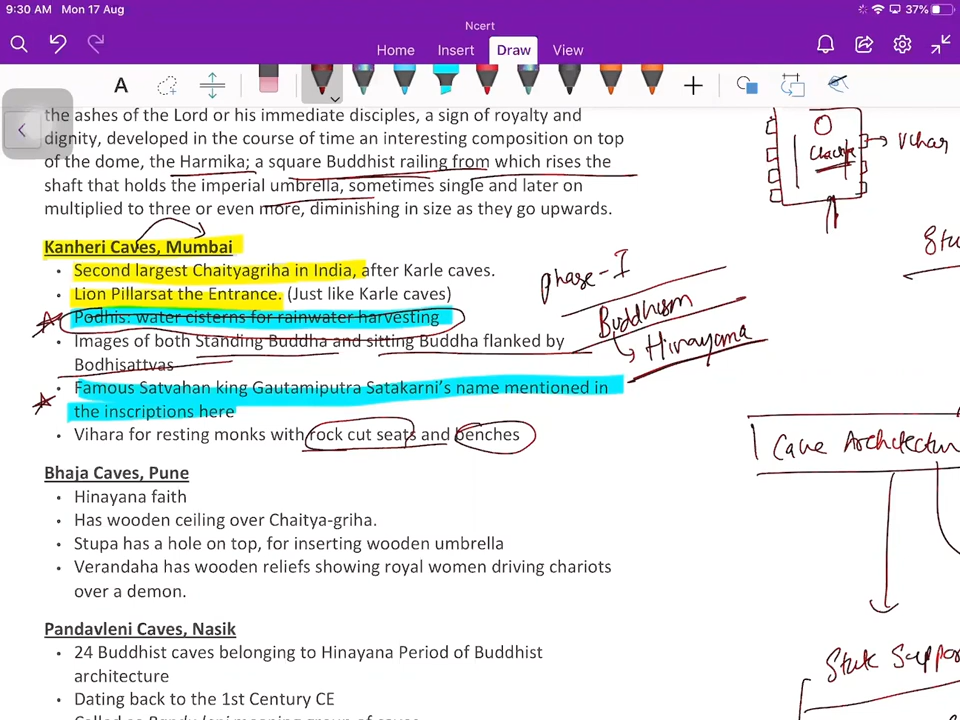 9:30 AM Mon 17 Aug
37%
Ncert
Home Insert Draw View
A
the ashes of the Lord or his immediate disciples, a sign of royalty and
dignity, developed in the course of time an interesting composition on top
of the dome, the Harmika; a square Buddhist railing from which rises the
shaft that holds the imperial umbrella, sometimes single and later on
multiplied to three or even more, diminishing in size as they go upwards.
Chaitya
Vihar
Kanheri Caves, Mumbai
• Second largest Chaityagriha in India, after Karle caves.
• Lion Pillarsat the Entrance. (Just like Karle caves)
• Podhis: water cisterns for rainwater harvesting
• Images of both Standing Buddha and sitting Buddha flanked by
Bodhisattvas
• Famous Satvahan king Gautamiputra Satakarni's name mentioned in
the inscriptions here
• Vihara for resting monks with rock cut seats and benches
phase-I
Buddhism
Hinayama
Stu
Cave Architectur
State Suppor
Bhaja Caves, Pune
• Hinayana faith
• Has wooden ceiling over Chaitya-griha.
• Stupa has a hole on top, for inserting wooden umbrella
• Verandaha has wooden reliefs showing royal women driving chariots
over a demon.
Pandavleni Caves, Nasik
• 24 Buddhist caves belonging to Hinayana Period of Buddhist
architecture
• Dating back to the 1st Century CE